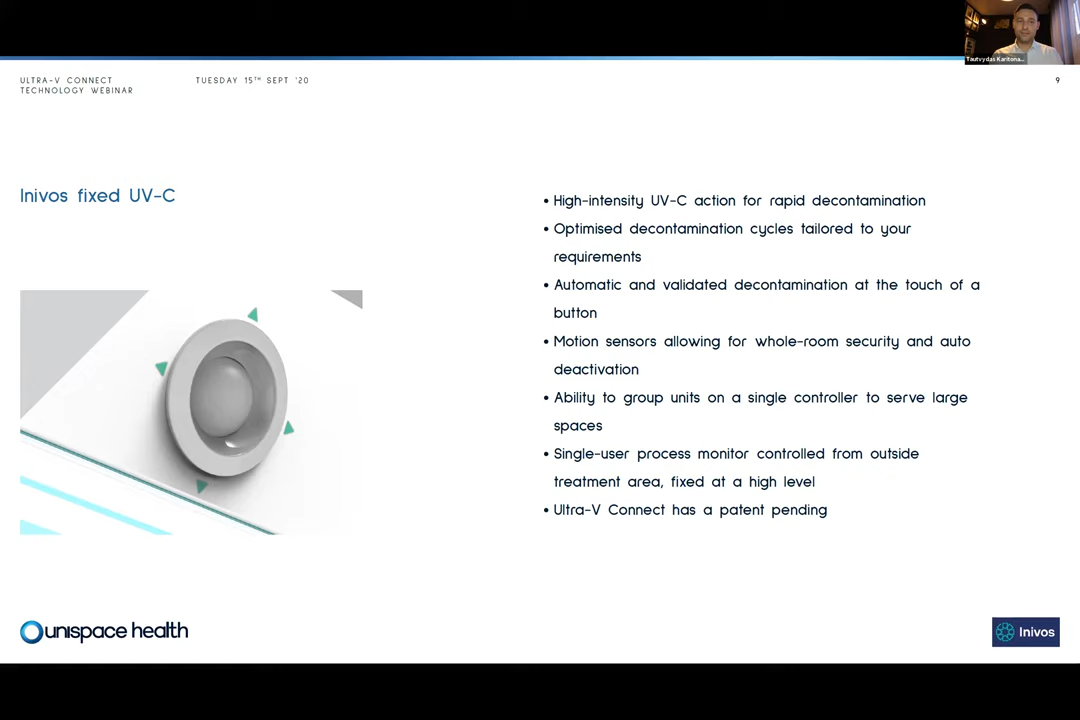 Tautvydas Karitona...
ULTRA-V CONNECT
TECHNOLOGY WEBINAR
TUESDAY 15TH SEPT '20
9
Inivos fixed UV-C
• High-intensity UV-C action for rapid decontamination
• Optimised decontamination cycles tailored to your
requirements
• Automatic and validated decontamination at the touch of a
button
• Motion sensors allowing for whole-room security and auto
deactivation
• Ability to group units on a single controller to serve large
spaces
• Single-user process monitor controlled from outside
treatment area, fixed at a high level
• Ultra-V Connect has a patent pending
unispace health
Inivos